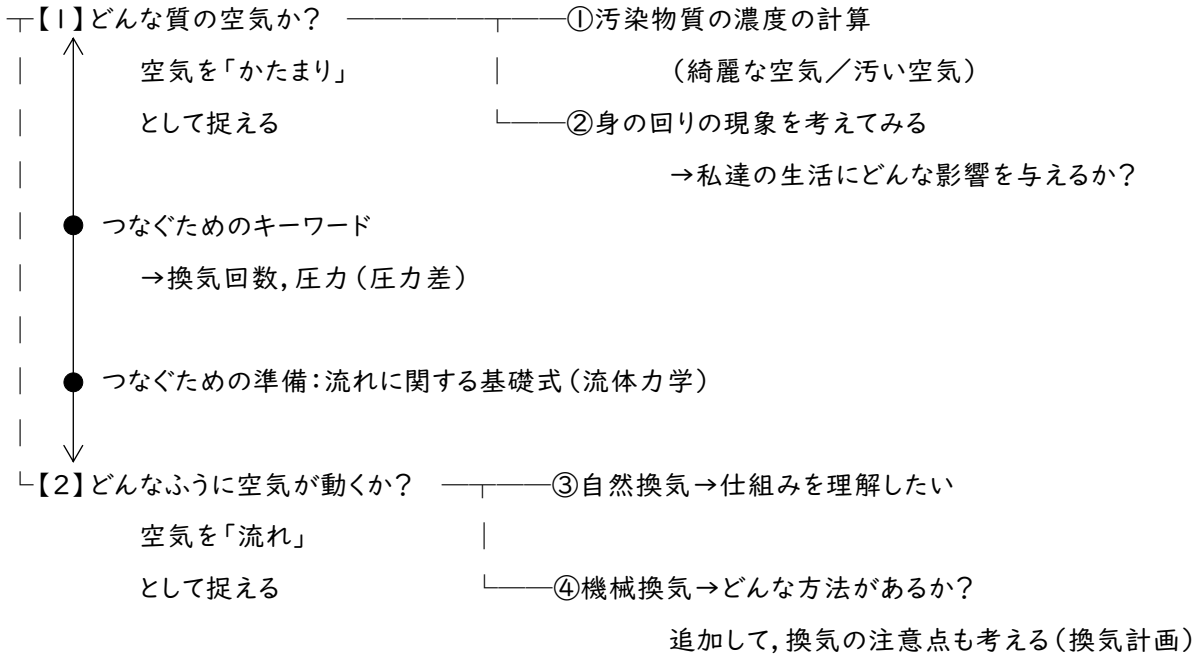 【1】どんな質の空気か? ①汚染物質の濃度の計算
空気を「かたまり」 (綺麗な空気/汚い空気)
として捉える ②身の回りの現象を考えてみる
→私達の生活にどんな影響を与えるか?
● つなぐためのキーワード
→換気回数,圧力(圧力差)
● つなぐための準備:流れに関する基礎式(流体力学)
【2】どんなふうに空気が動くか? ③自然換気→仕組みを理解したい
空気を「流れ」
として捉える ④機械換気→どんな方法があるか?
追加して,換気の注意点も考える(換気計画)